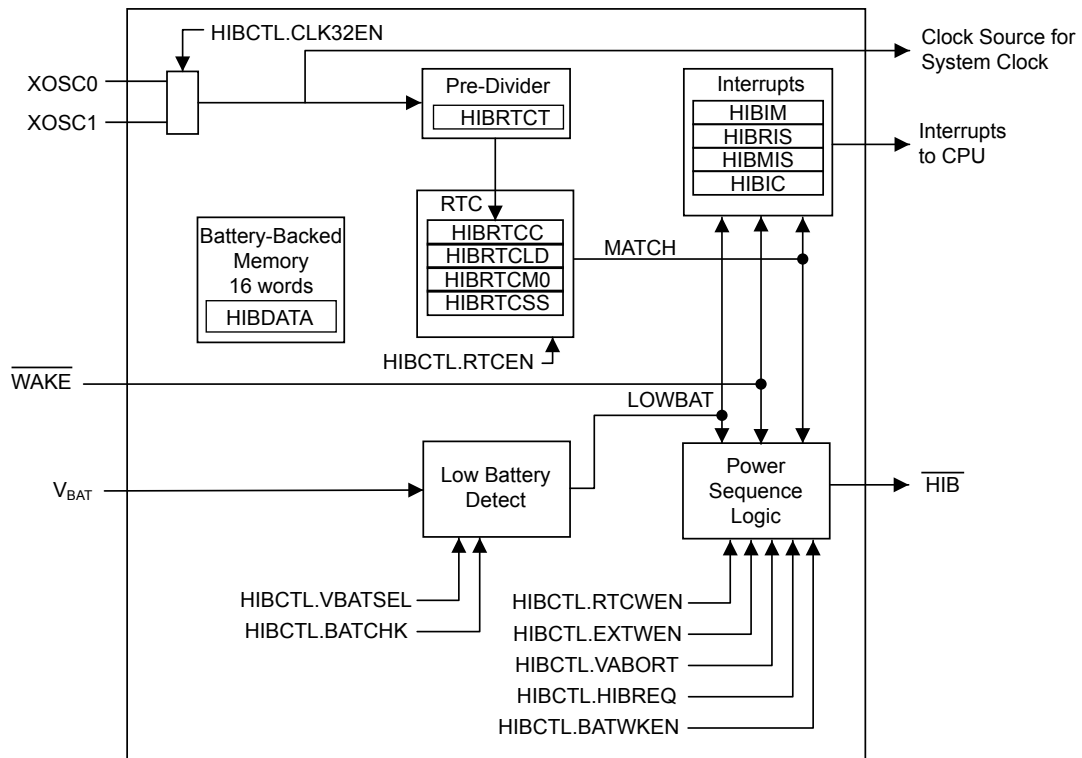 HIBCTL.CLK32EN
XOSC0
XOSC1
Clock Source for
System Clock
Pre-Divider
HIBRTCT
Interrupts
HIBIM
HIBRIS
HIBMIS
HIBIC
Interrupts
to CPU
RTC
HIBRTCC
HIBRTCLD
HIBRTCM0
HIBRTCSS
MATCH
Battery-Backed
Memory
16 words
HIBDATA
HIBCTL.RTCEN
WAKE
LOWBAT
VBAT
Low Battery
Detect
Power
Sequence
Logic
HIB
HIBCTL.VBATSEL
HIBCTL.BATCHK
HIBCTL.RTCWEN
HIBCTL.EXTWEN
HIBCTL.VABORT
HIBCTL.HIBREQ
HIBCTL.BATWKEN